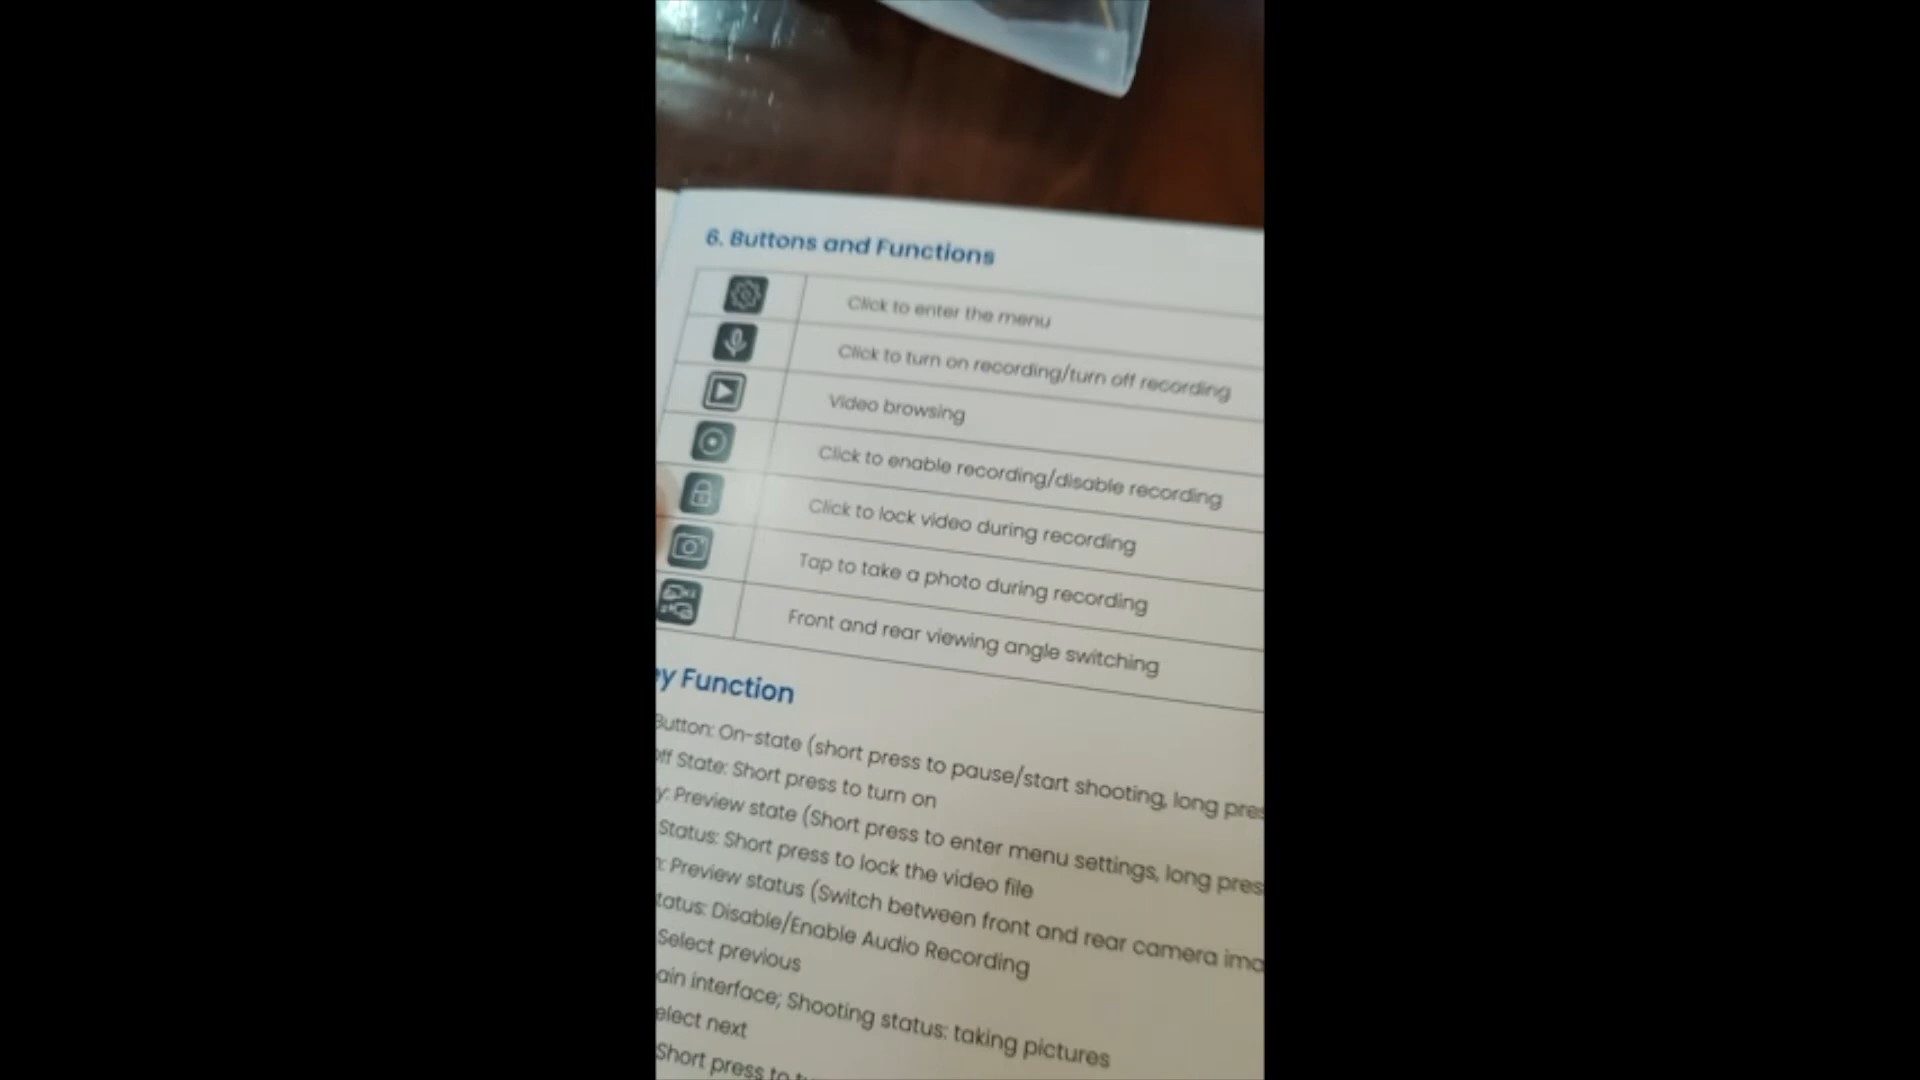 6. Buttons and Functions
Click to enter the menu
Click to turn on recording/turn off recording
Video browsing
Click to enable recording/disable recording
Click to lock video during recording
Tap to take a photo during recording
Front and rear viewing angle switching
Function
Button: On-state (short press to pause/start shooting, long
State: Short press to turn on
Preview state (Short press to enter menu settings, long
Status: Short press to lock the video file
Preview status (Switch between front and rear camera
Disable/Enable Audio Recording
Select previous
interface; Shooting status: taking pictures
next
Short press